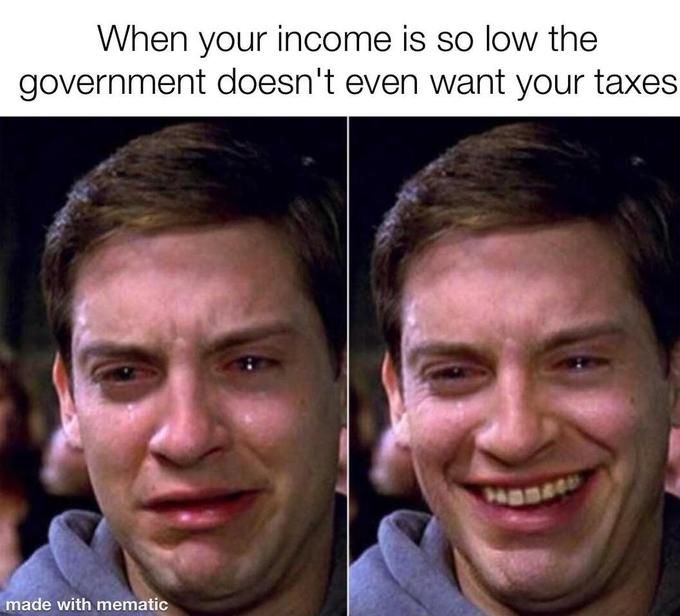 When your income is so low the
government doesn't even want your taxes
made with mematic